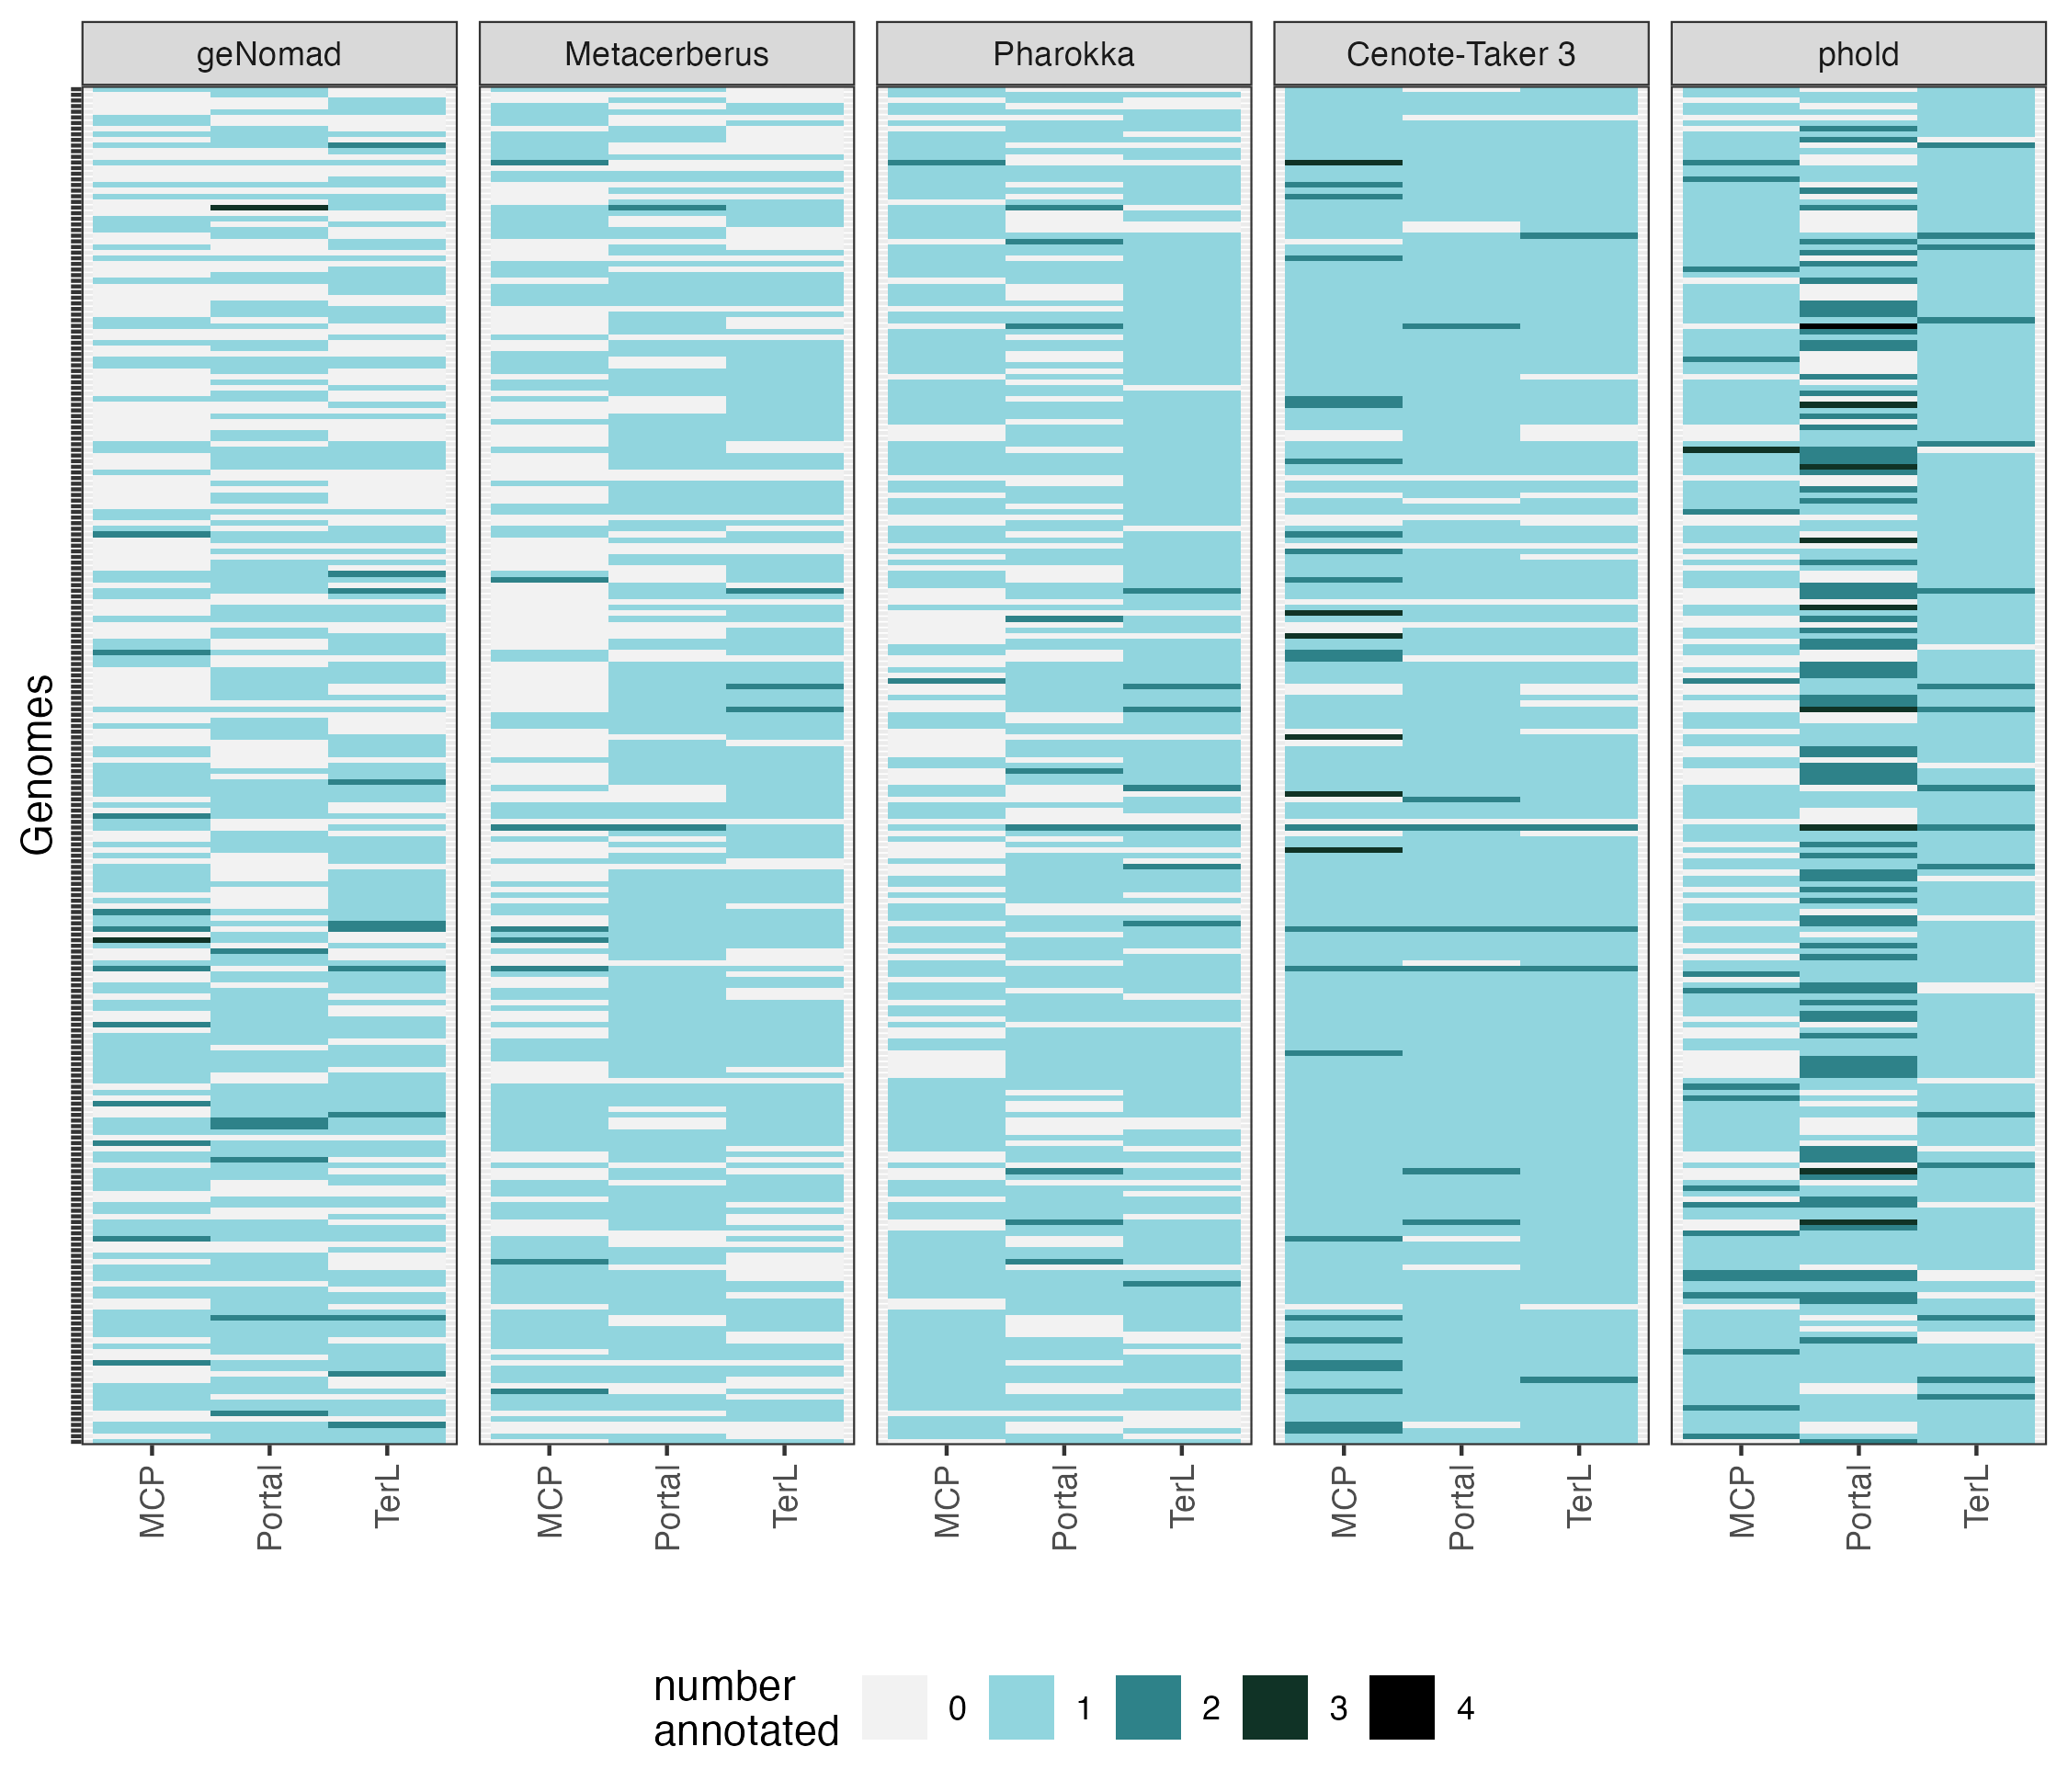 geNomad Metacerberus Pharokka Cenote-Taker 3 phold
Genomes
MCP Portal TerL MCP Portal TerL MCP Portal TerL MCP Portal TerL MCP Portal TerL
number
annotated
0 1 2 3 4